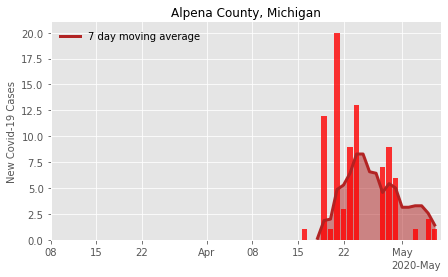 Alpena County, Michigan
7 day moving average
New Covid-19 Cases
20.0
17.5
15.0
12.5
10.0
7.5
5.0
2.5
0.0
08 15 22 Apr 08 15 22 May
2020-May